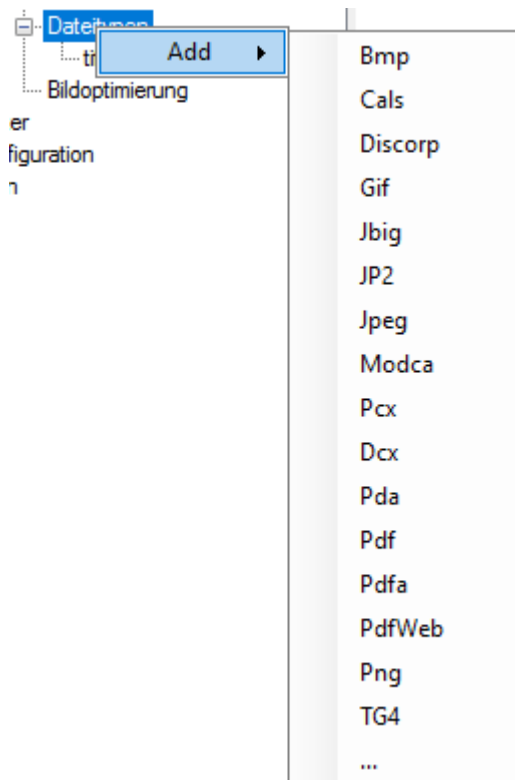 Dateitypen
Add
Bildoptimierung
er
figuration
n
Bmp
Cals
Discorp
Gif
Jbig
JP2
Jpeg
Modca
Pcx
Dcx
Pda
Pdf
Pdfa
PdfWeb
Png
TG4
...